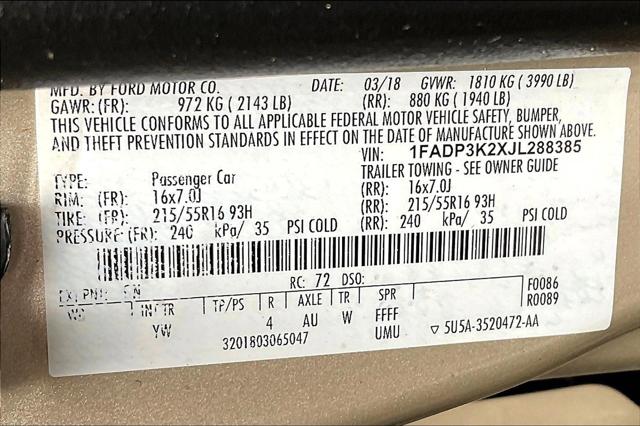 MFD. BY FORD MOTOR CO. DATE: 03/18 GVWR: 1810 KG (3990 LB)
GAWR: (FR): 972 KG (2143 LB) (RR): 880 KG (1940 LB)
THIS VEHICLE CONFORMS TO ALL APPLICABLE FEDERAL MOTOR VEHICLE SAFETY, BUMPER,
AND THEFT PREVENTION STANDARDS IN EFFECT ON THE DATE OF MANUFACTURE SHOWN ABOVE.
VIN: 1FADP3K2XJL288385
TYPE: Passenger Car TRAILER TOWING - SEE OWNER GUIDE
RIM: (FR): 16x7.0J (RR): 16x7.0J
TIRE: (FR): 215/55R16 93H (RR): 215/55R16 93H
PRESSURE: (FR): 240 kPa/ 35 PSI COLD (RR): 240 kPa/ 35 PSI COLD
EXT PNT: RC: 72 DSO: F0086
WB INT TR TP/PS R AXLE TR SPR R0089
YW 4 AU W FFFF
UMU ▽ 5U5A-3520472-AA
3201803065047